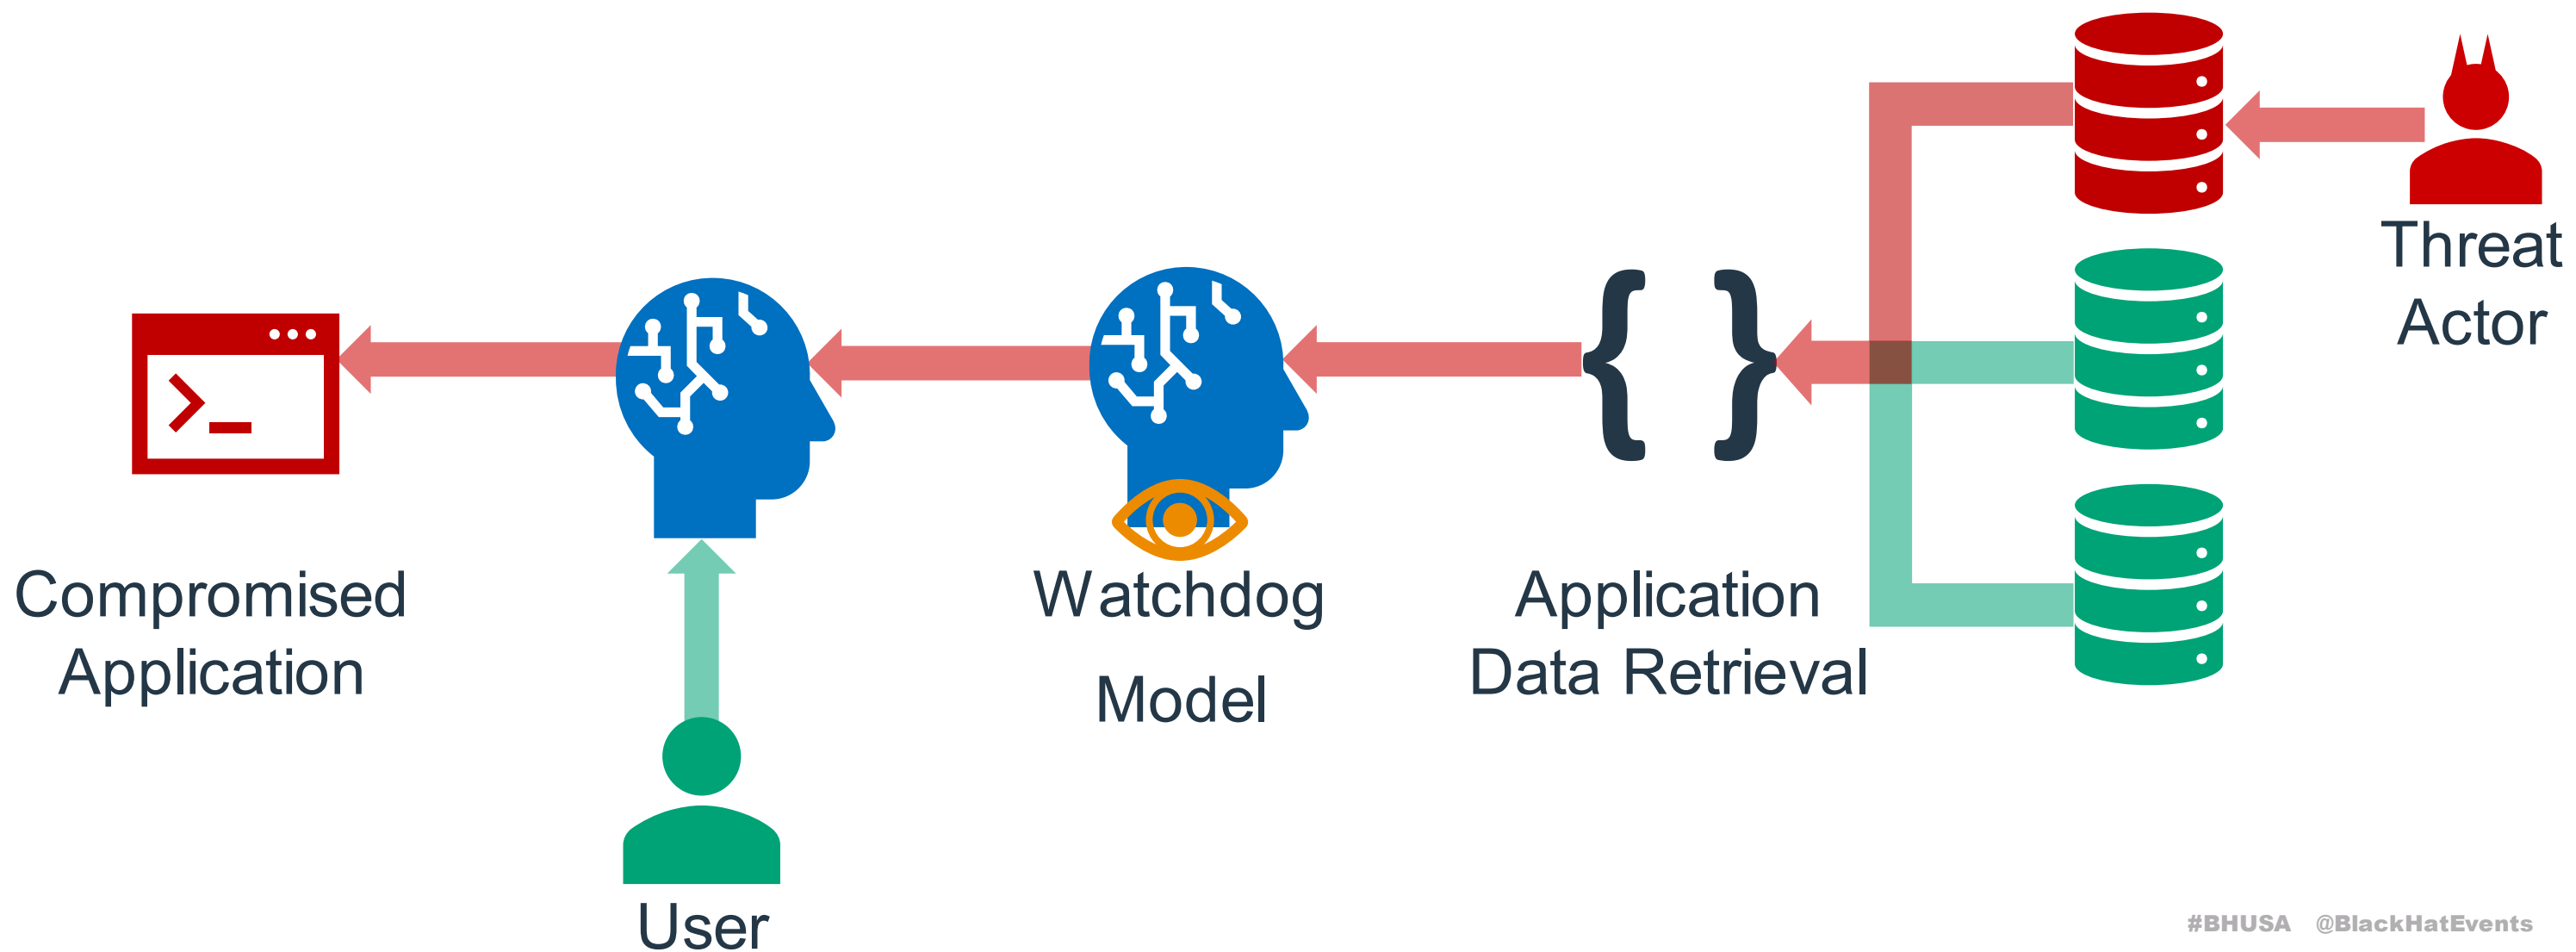 Threat
Actor
Compromised
Application
Watchdog
Model
Application
Data Retrieval
User
#BHUSA @BlackHatEvents